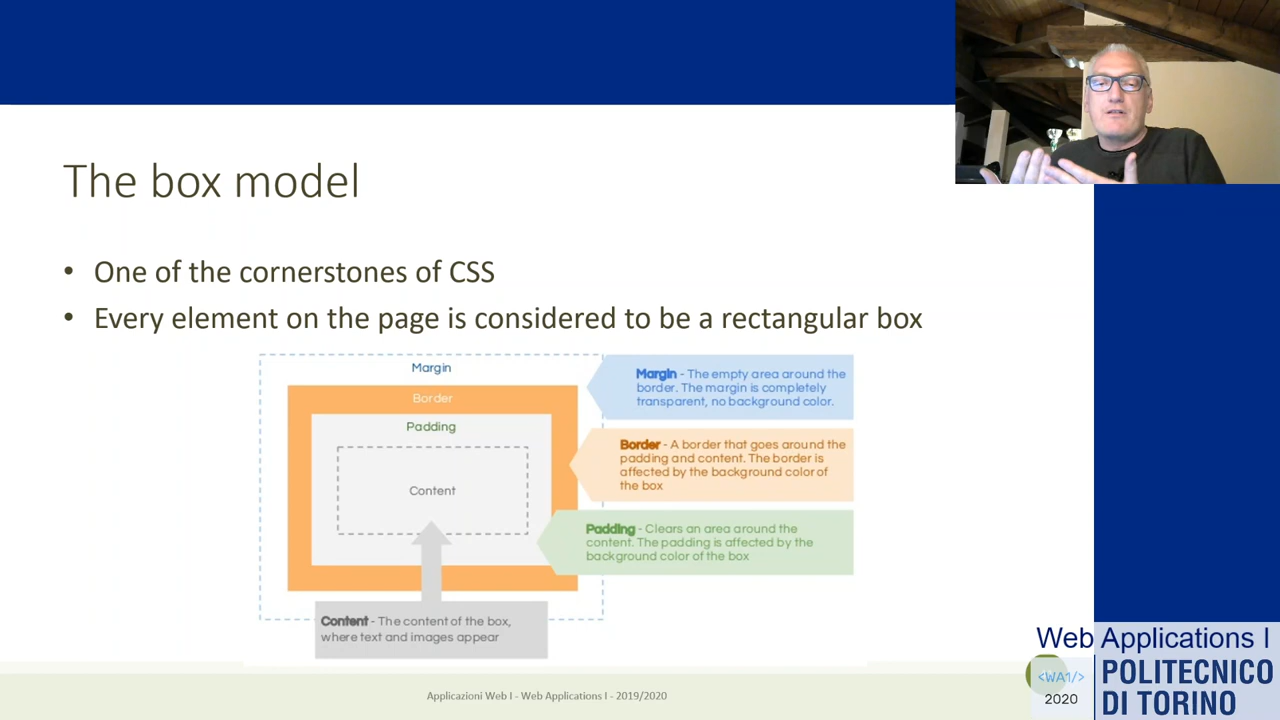 The box model
• One of the cornerstones of CSS
• Every element on the page is considered to be a rectangular box
Margin
Border
Padding
Content
Margin - The empty area around the
border. The margin is completely
transparent, no background color.
Border - A border that goes around the
padding and content. The border is
affected by the background color of
the box
Padding - Clears an area around the
content. The padding is affected by the
background color of the box
Content - The content of the box,
where text and images appear
Applicazioni Web I - Web Applications I - 2019/2020
Web Applications I
<WA1/>
2020
POLITECNICO
DI TORINO